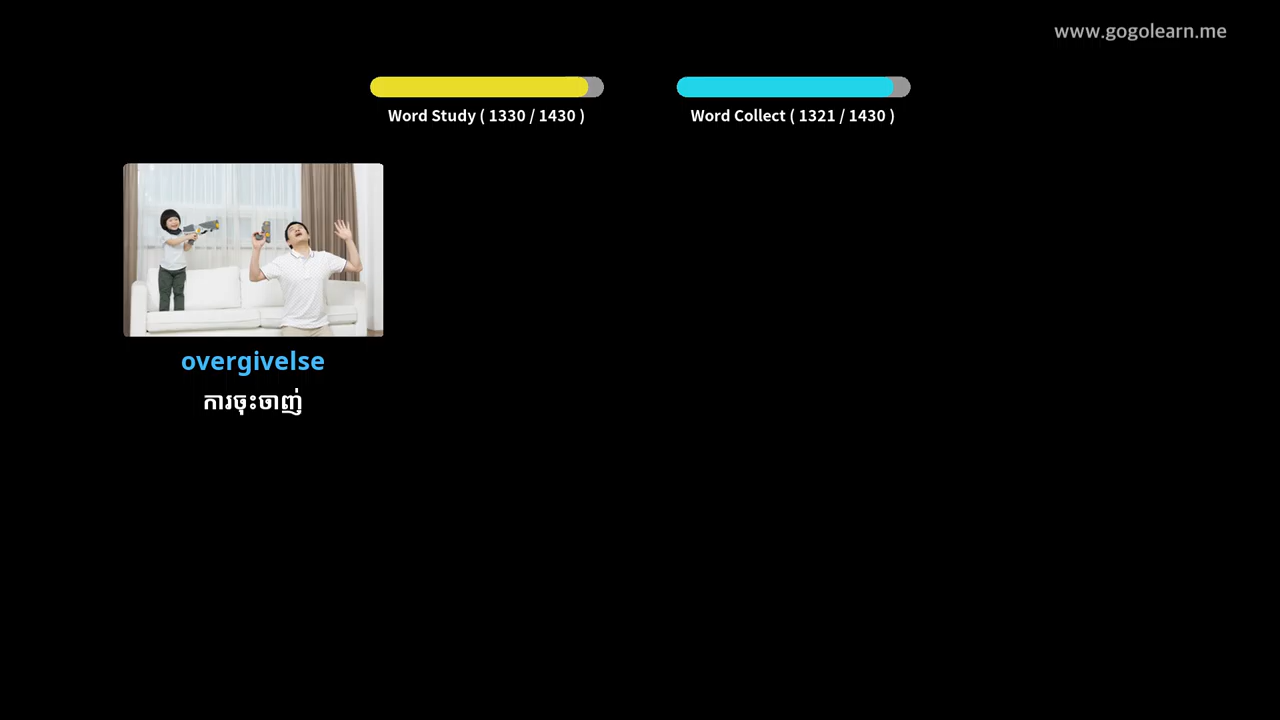 www.gogolearn.me
Word Study ( 1330 / 1430 )
Word Collect ( 1321 / 1430 )
overgivelse
ការចុះចាញ់